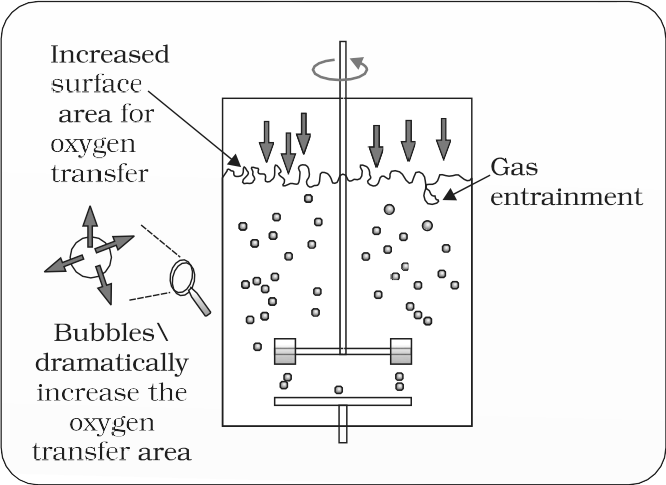 Increased
surface
area for
oxygen
transfer
Gas
entrainment
Bubbles\
dramatically
increase the
oxygen
transfer area